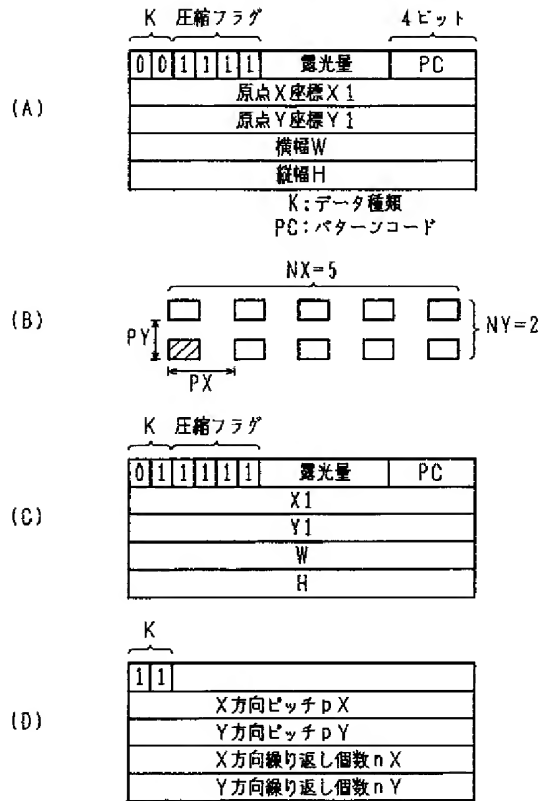 K 圧縮フラグ 4ビット
(A)
0 0 1 1 1 1 露光量 PC
原点X座標X1
原点Y座標Y1
横幅W
縦幅H
K:データ種類
PC:パターンコード
(B)
NX=5
NY=2
PY
PX
K 圧縮フラグ
(C)
0 1 1 1 1 1 露光量 PC
X1
Y1
W
H
K
(D)
1 1
X方向ピッチpX
Y方向ピッチpY
X方向繰り返し個数nX
Y方向繰り返し個数nY